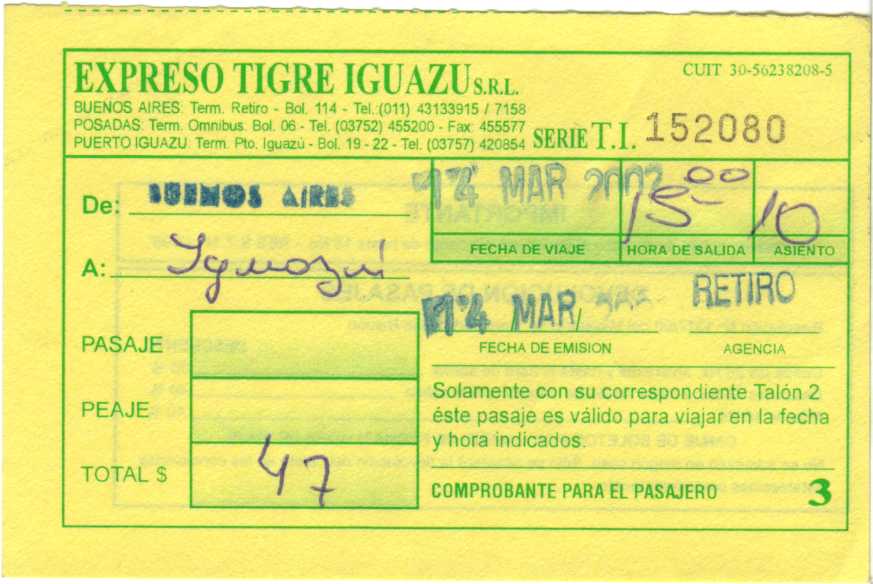 EXPRESO TIGRE IGUAZU S.R.L.
CUIT 30-56238208-5
BUENOS AIRES: Term. Retiro - Bol. 114 - Tel.:(011) 43133915 / 7158
POSADAS: Term. Omnibus. Bol. 06 - Tel. (03752) 455200 - Fax: 455577
PUERTO IGUAZU: Term. Pto. Iguazú - Bol. 19 - 22 - Tel. (03757) 420854
SERIE T.I. 152080
De: BUENOS AIRES
14 MAR 2002
15-00
10
FECHA DE VIAJE
HORA DE SALIDA
ASIENTO
A: Iguazú
14 MAR
RETIRO
FECHA DE EMISION
AGENCIA
PASAJE
PEAJE
TOTAL $ 47
Solamente con su correspondiente Talón 2
éste pasaje es válido para viajar en la fecha
y hora indicados.
COMPROBANTE PARA EL PASAJERO 3